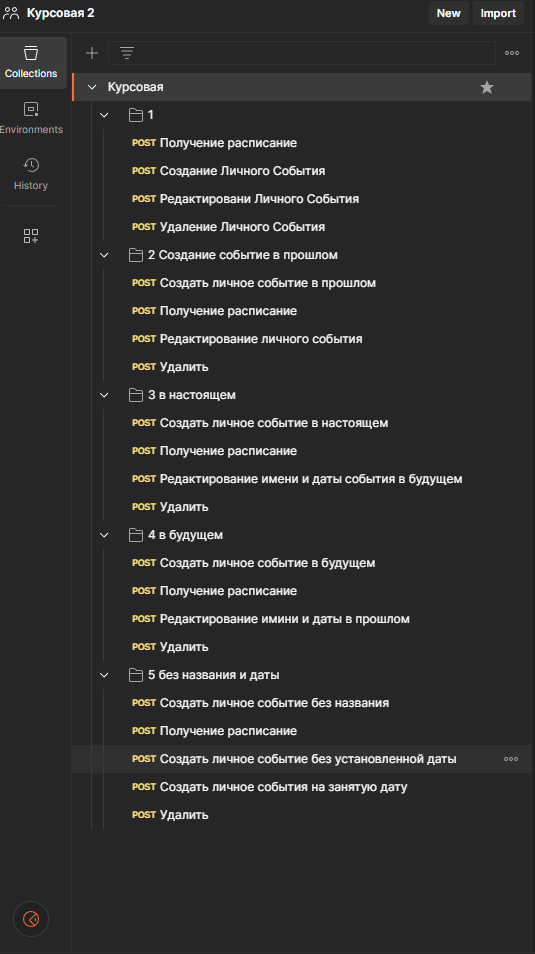 Курсовая 2
New
Import
Collections
Environments
History
Курсовая
1
POST Получение расписание
POST Создание Личного События
POST Редактировани Личного События
POST Удаление Личного События
2 Создание событие в прошлом
POST Создать личное событие в прошлом
POST Получение расписание
POST Редактирование личного события
POST Удалить
3 в настоящем
POST Создать личное событие в настоящем
POST Получение расписание
POST Редактирование имени и даты события в будущем
POST Удалить
4 в будущем
POST Создать личное событие в будущем
POST Получение расписание
POST Редактирование имини и даты в прошлом
POST Удалить
5 без названия и даты
POST Создать личное событие без названия
POST Получение расписание
POST Создать личное событие без установленной даты
POST Создать личное события на занятую дату
POST Удалить